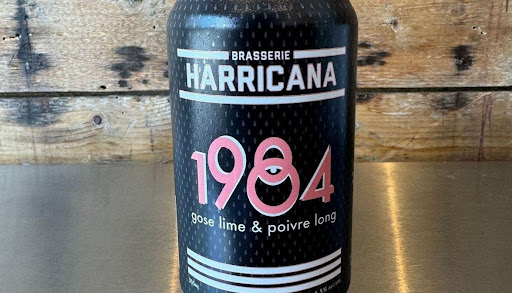 BRASSERIE
HARRICANA
1984
gose lime & poivre long